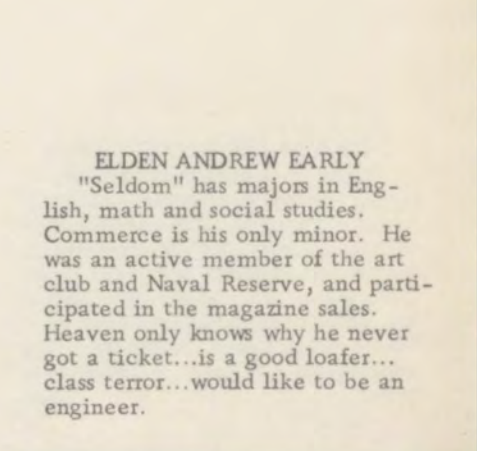 ELDEN ANDREW EARLY
"Seldom" has majors in Eng-
lish, math and social studies.
Commerce is his only minor. He
was an active member of the art
club and Naval Reserve, and parti-
cipated in the magazine sales.
Heaven only knows why he never
got a ticket...is a good loafer...
class terror...would like to be an
engineer.